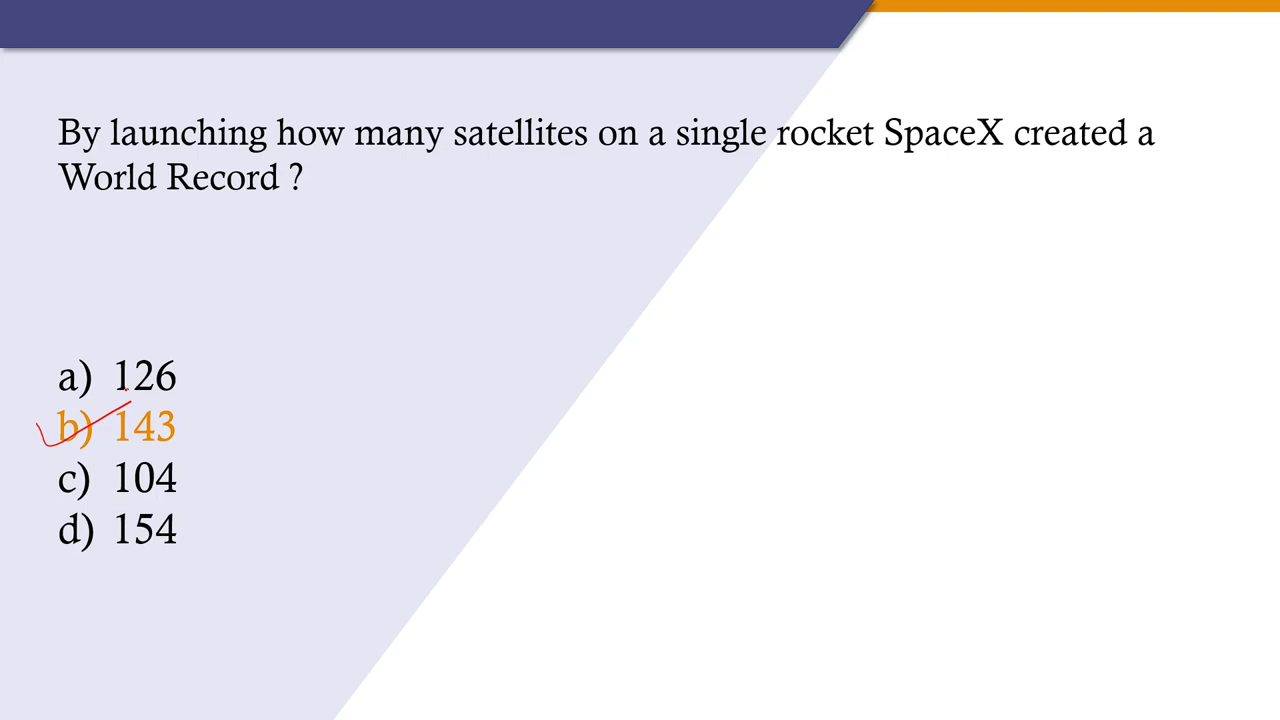 By launching how many satellites on a single rocket SpaceX created a
World Record ?
a) 126
b) 143
c) 104
d) 154